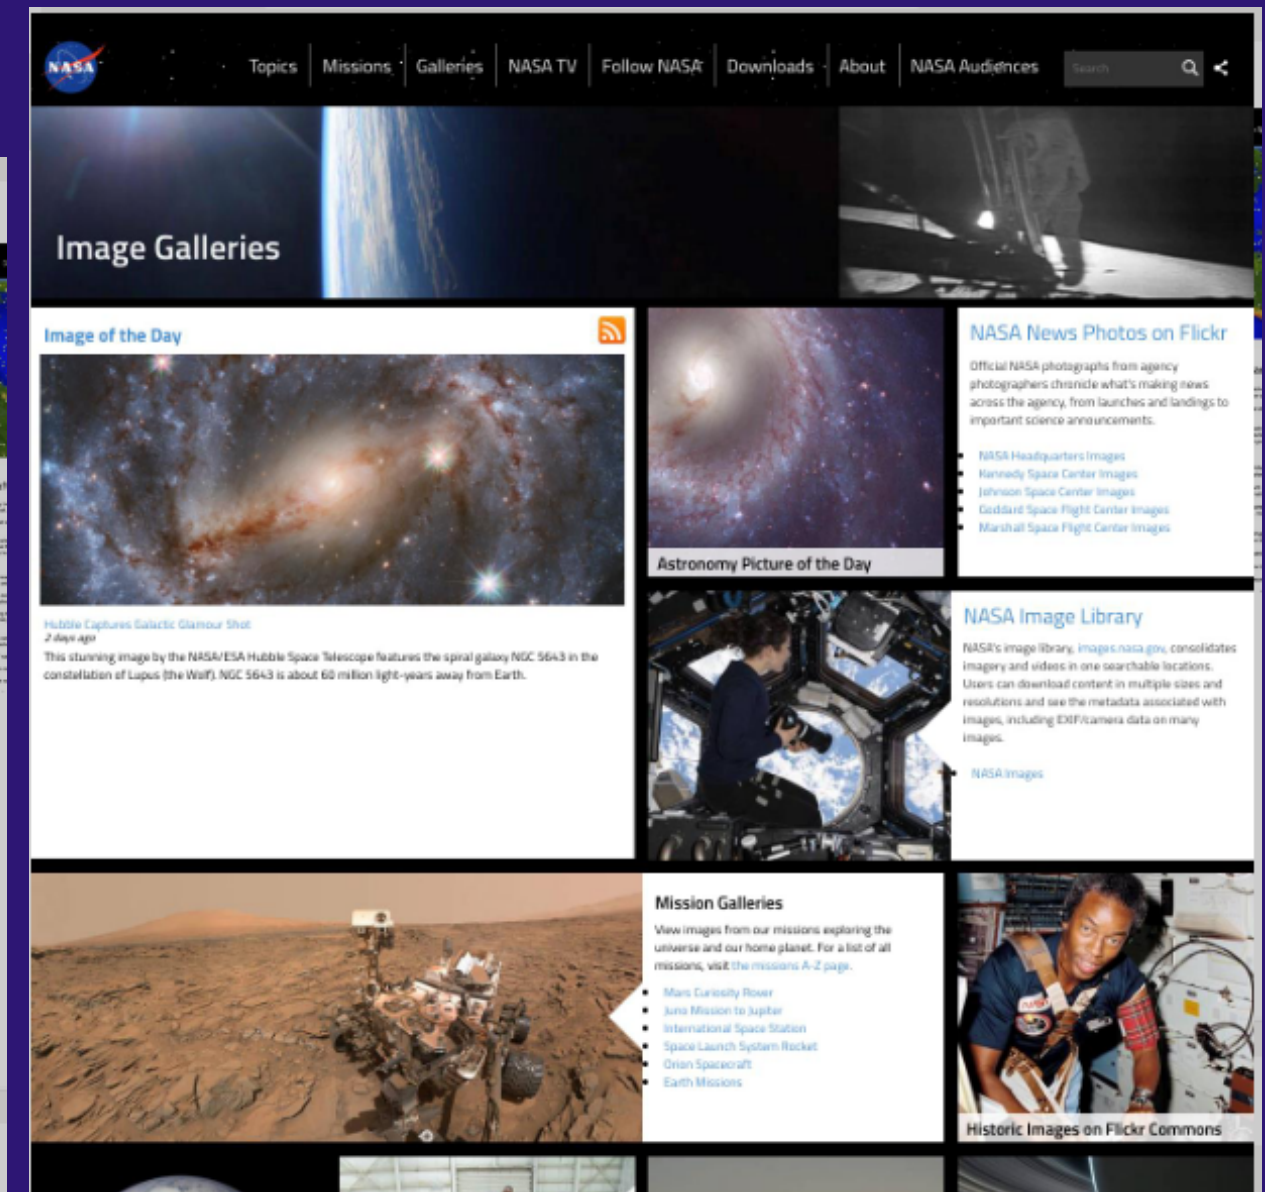 NASA
Topics
Missions
Galleries
NASA TV
Follow NASA
Downloads
About
NASA Audiences
Search
Image Galleries
Image of the Day
Hubble Captures Galactic Glamour Shot
2 days ago
This stunning image by the NASA/ESA Hubble Space Telescope features the spiral galaxy NGC 5643 in the
constellation of Lupus (the Wolf). NGC 5643 is about 60 million light-years away from Earth.
Astronomy Picture of the Day
NASA News Photos on Flickr
Official NASA photographs from agency
photographers chronicle what's making news
across the agency, from launches and landings to
important science announcements.
NASA Headquarters Images
Kennedy Space Center Images
Johnson Space Center Images
Goddard Space Flight Center Images
Marshall Space Flight Center Images
NASA Image Library
NASA's image library, images.nasa.gov, consolidates
imagery and videos in one searchable locations.
Users can download content in multiple sizes and
resolutions and see the metadata associated with
images, including EXIF/camera data on many
images.
NASA Images
Mission Galleries
View images from our missions exploring the
universe and our home planet. For a list of all
missions, visit the missions A-Z page.
Mars Curiosity Rover
Juno Mission to Jupiter
International Space Station
Space Launch System Rocket
Orion Spacecraft
Earth Missions
Historic Images on Flickr Commons